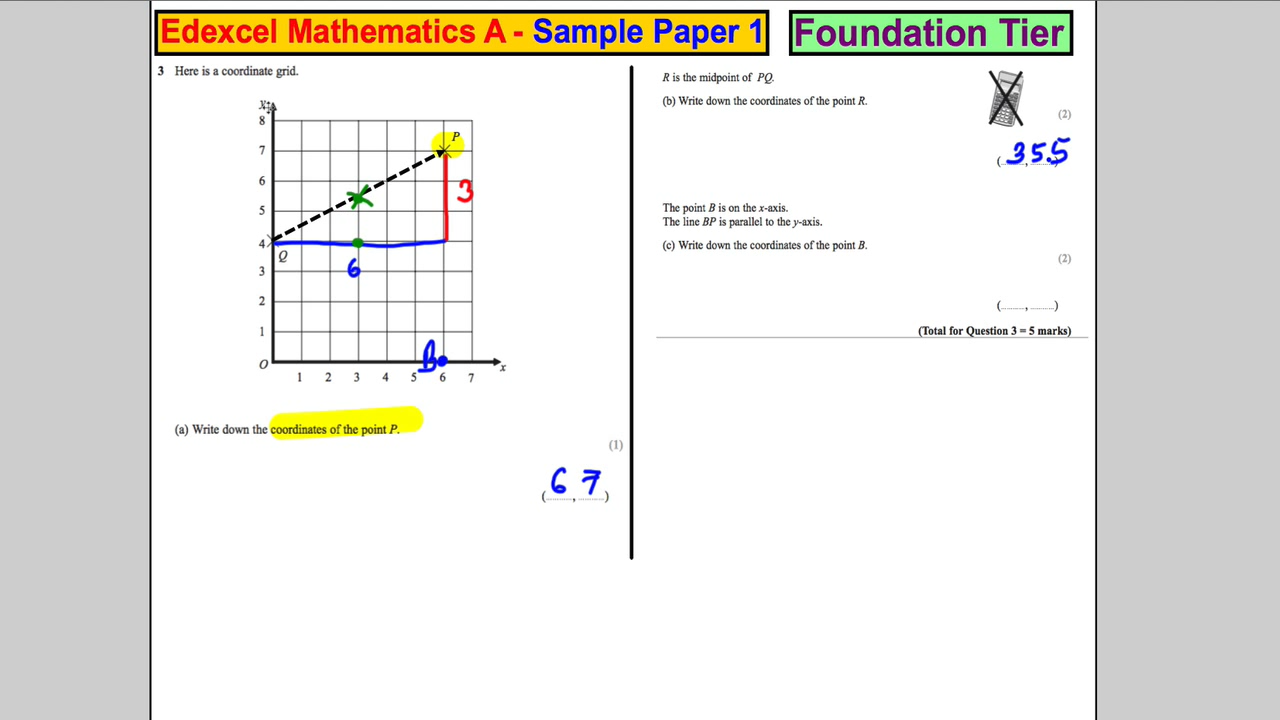 Edexcel Mathematics A - Sample Paper 1
Foundation Tier
3 Here is a coordinate grid.
y
8
7
6
5
4
3
2
1
O
1 2 3 4 5 6 7
x
P
Q
3
6
B
(a) Write down the coordinates of the point P.
(1)
6 7
(........,........)
R is the midpoint of PQ.
(b) Write down the coordinates of the point R.
(2)
3 5.5
(........,........)
The point B is on the x-axis.
The line BP is parallel to the y-axis.
(c) Write down the coordinates of the point B.
(2)
(........,........)
(Total for Question 3 = 5 marks)